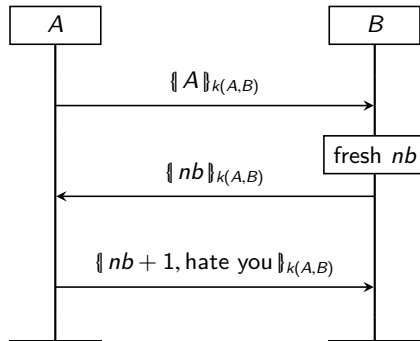 A B
⦃A⦄k(A,B)
fresh nb
⦃nb⦄k(A,B)
⦃nb + 1, hate you⦄k(A,B)